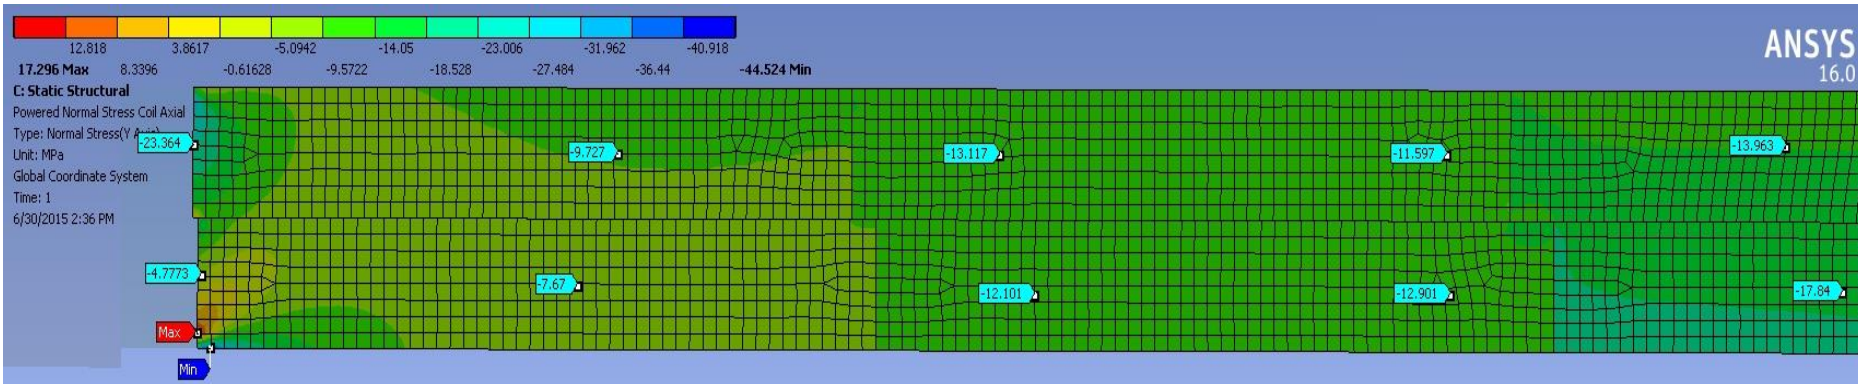 12.818 3.8617 -5.0942 -14.05 -23.006 -31.962 -40.918
17.296 Max 8.3396 -0.61628 -9.5722 -18.528 -27.484 -36.44 -44.524 Min
ANSYS
16.0
C: Static Structural
Powered Normal Stress Coil Axial
Type: Normal Stress(Y
Unit: MPa
Global Coordinate System
Time: 1
6/30/2015 2:36 PM
-23.364 -9.727 -13.117 -11.597 -13.963
-4.7773 -7.67 -12.101 -12.901 -17.84
Max
Min